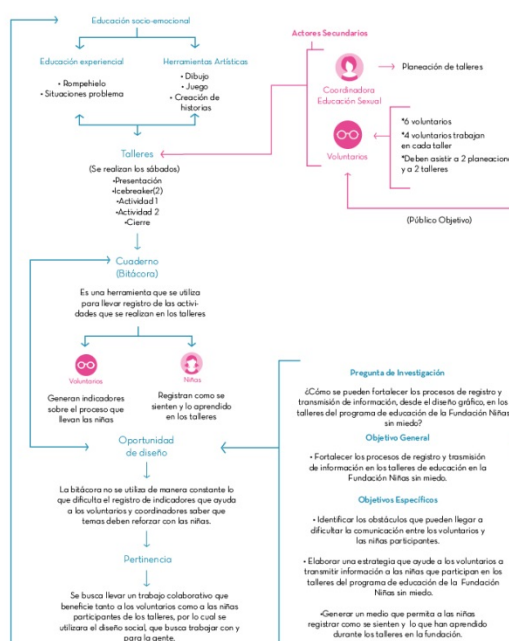 Educación socio-emocional
Educación experiencial
• Rompehielo
• Situaciones problema
Herramientas Artísticas
• Dibujo
• Juego
• Creación de
historias
Talleres
(Se realizan los sábados)
•Presentación
•Icebreaker(2)
•Actividad 1
•Actividad 2
•Cierre
Cuaderno
(Bitácora)
Es una herramienta que se utiliza
para llevar registro de las activi-
dades que se realizan en los talleres
Voluntarios
Generan indicadores
sobre el proceso que
llevan las niñas
Niñas
Registran como se
sienten y lo aprendido
en los talleres
Oportunidad
de diseño
La bitácora no se utiliza de manera constante lo
que dificulta el registro de indicadores que ayuda
a los voluntarios y coordinadores saber que
temas deben reforzar con las niñas.
Pertinencia
Se busca llevar un trabajo colaborativo que
beneficie tanto a los voluntarios como a las niñas
participantes de los talleres, por lo cual se
utilizara el diseño social, que busca trabajar con y
para la gente.
Actores Secundarios
Coordinadora
Educación Sexual
Planeación de talleres
Voluntarios
*6 voluntarios
*4 voluntarios trabajan
en cada taller
*Deben asistir a 2 planeacione
y a 2 talleres
(Público Objetivo)
Pregunta de Investigación
¿Cómo se pueden fortalecer los procesos de registro y
transmisión de información, desde el diseño gráfico, en los
talleres del programa de educación de la Fundación Niñas
sin miedo?
Objetivo General
• Fortalecer los procesos de registro y trasmisión
de información en los talleres de educación en la
Fundación Niñas sin miedo.
Objetivos Específicos
• Identificar los obstáculos que pueden llegar a
dificultar la comunicación entre los voluntarios y
las niñas participantes.
• Elaborar una estrategia que ayude a los voluntarios a
transmitir información a las niñas que participan en los
talleres del programa de educación de la Fundación
Niñas sin miedo.
•Generar un medio que permita a las niñas
registrar como se sienten y lo que han aprendido
durante los talleres en la fundación.